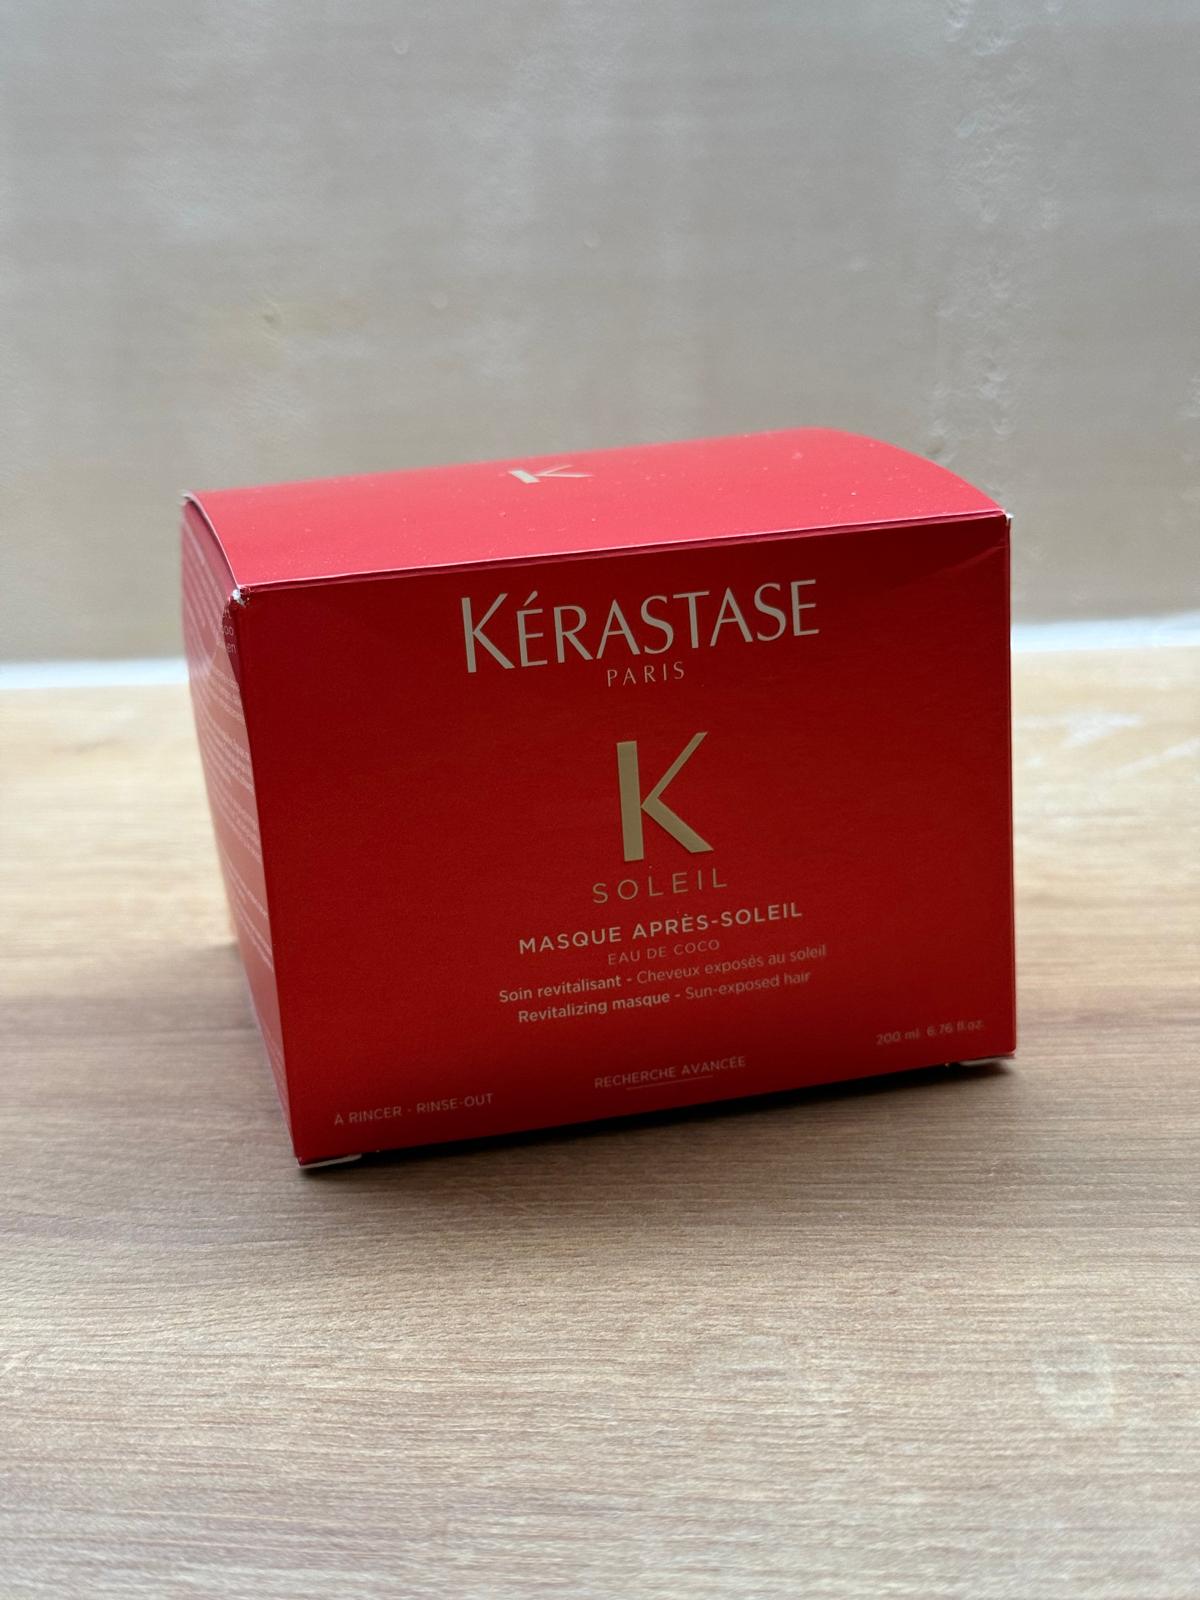 K
KÉRASTASE
PARIS
K
SOLEIL
MASQUE APRÈS-SOLEIL
EAU DE COCO
Soin revitalisant - Cheveux exposés au soleil
Revitalizing masque - Sun-exposed hair
200 ml 6.76 fl.oz.
RECHERCHE AVANCÉE
À RINCER - RINSE-OUT